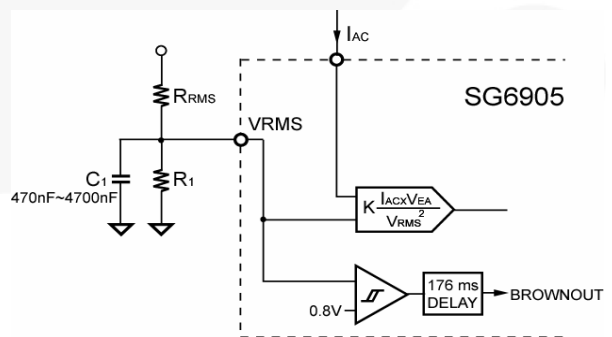 IAC
SG6905
RRMS
VRMS
C1
R1
470nF~4700nF
K IACXVEA
VRMS2
0.8V
176 ms
DELAY
BROWNOUT